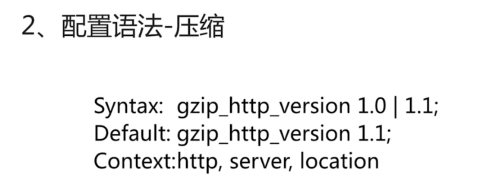 2、配置语法-压缩
Syntax: gzip_http_version 1.0 | 1.1;
Default: gzip_http_version 1.1;
Context:http, server, location